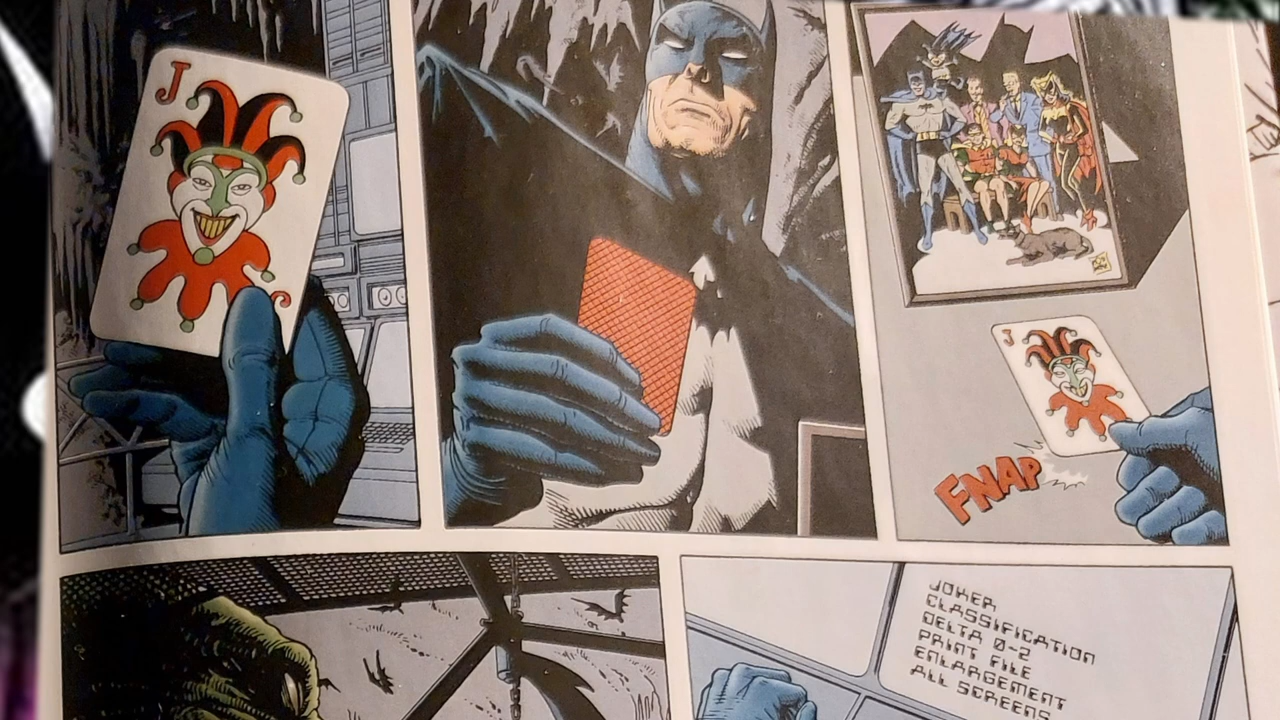 J
J
J
FNAP
JOKER
CLASSIFICATION
DELTA 0-2
PRINT FILE
ENLARGEMENT
ALL SCREENS